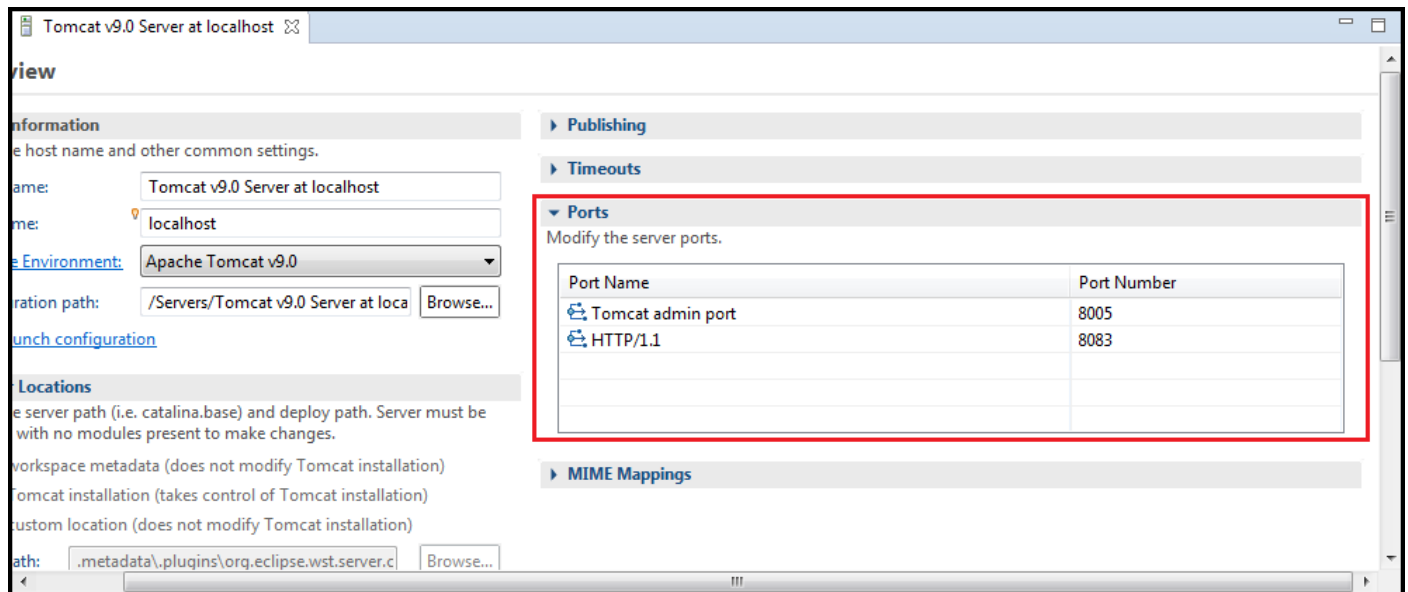 Tomcat v9.0 Server at localhost
view
nformation
e host name and other common settings.
ame: Tomcat v9.0 Server at localhost
me: localhost
e Environment: Apache Tomcat v9.0
ration path: /Servers/Tomcat v9.0 Server at loca Browse...
unch configuration
Locations
e server path (i.e. catalina.base) and deploy path. Server must be
with no modules present to make changes.
workspace metadata (does not modify Tomcat installation)
Tomcat installation (takes control of Tomcat installation)
custom location (does not modify Tomcat installation)
ath: .metadata\.plugins\org.eclipse.wst.server.c Browse...
Publishing
Timeouts
Ports
Modify the server ports.
Port Name Port Number
Tomcat admin port 8005
HTTP/1.1 8083
MIME Mappings